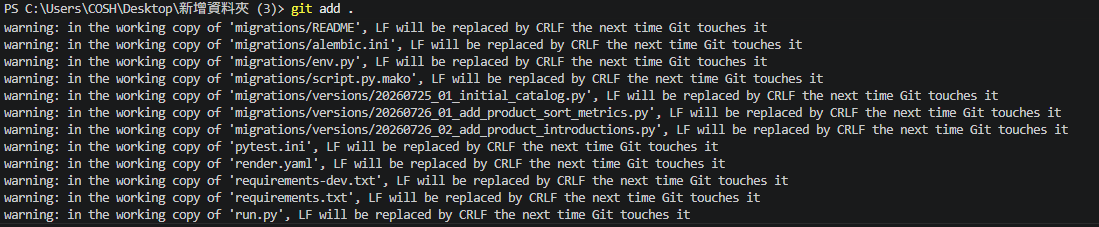 PS C:\Users\COSH\Desktop\新增資料夾 (3)> git add .
warning: in the working copy of 'migrations/README', LF will be replaced by CRLF the next time Git touches it
warning: in the working copy of 'migrations/alembic.ini', LF will be replaced by CRLF the next time Git touches it
warning: in the working copy of 'migrations/env.py', LF will be replaced by CRLF the next time Git touches it
warning: in the working copy of 'migrations/script.py.mako', LF will be replaced by CRLF the next time Git touches it
warning: in the working copy of 'migrations/versions/20260725_01_initial_catalog.py', LF will be replaced by CRLF the next time Git touches it
warning: in the working copy of 'migrations/versions/20260726_01_add_product_sort_metrics.py', LF will be replaced by CRLF the next time Git touches it
warning: in the working copy of 'migrations/versions/20260726_02_add_product_introductions.py', LF will be replaced by CRLF the next time Git touches it
warning: in the working copy of 'pytest.ini', LF will be replaced by CRLF the next time Git touches it
warning: in the working copy of 'render.yaml', LF will be replaced by CRLF the next time Git touches it
warning: in the working copy of 'requirements-dev.txt', LF will be replaced by CRLF the next time Git touches it
warning: in the working copy of 'requirements.txt', LF will be replaced by CRLF the next time Git touches it
warning: in the working copy of 'run.py', LF will be replaced by CRLF the next time Git touches it